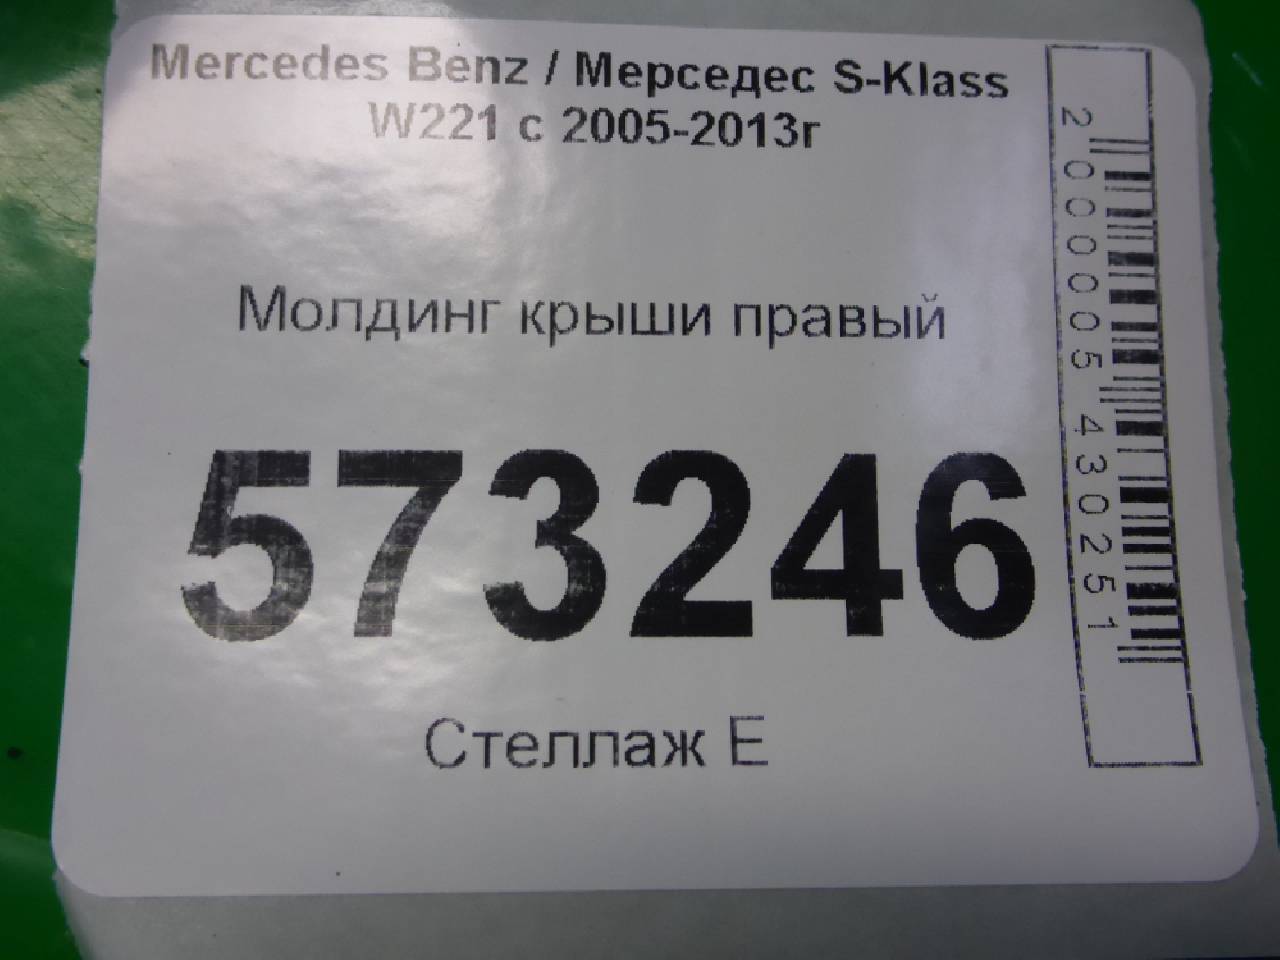 Mercedes Benz / Мерседес S-Klass
W221 с 2005-2013г
Молдинг крыши правый
573246
Стеллаж Е
2000005430251